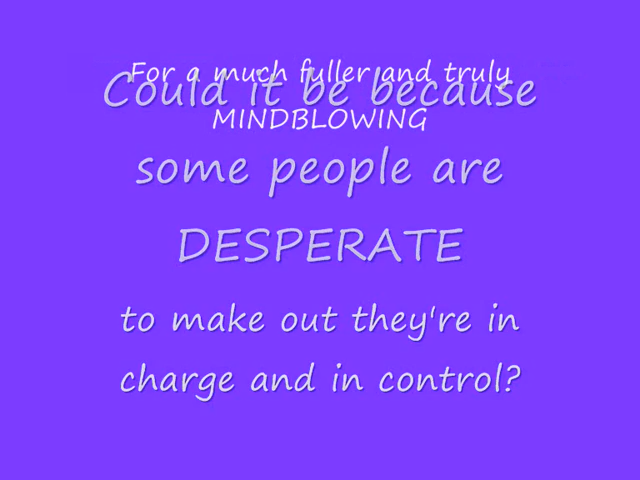 For a much fuller and truly
Could it be because
MINDBLOWING
some people are
DESPERATE
to make out they're in
charge and in control?